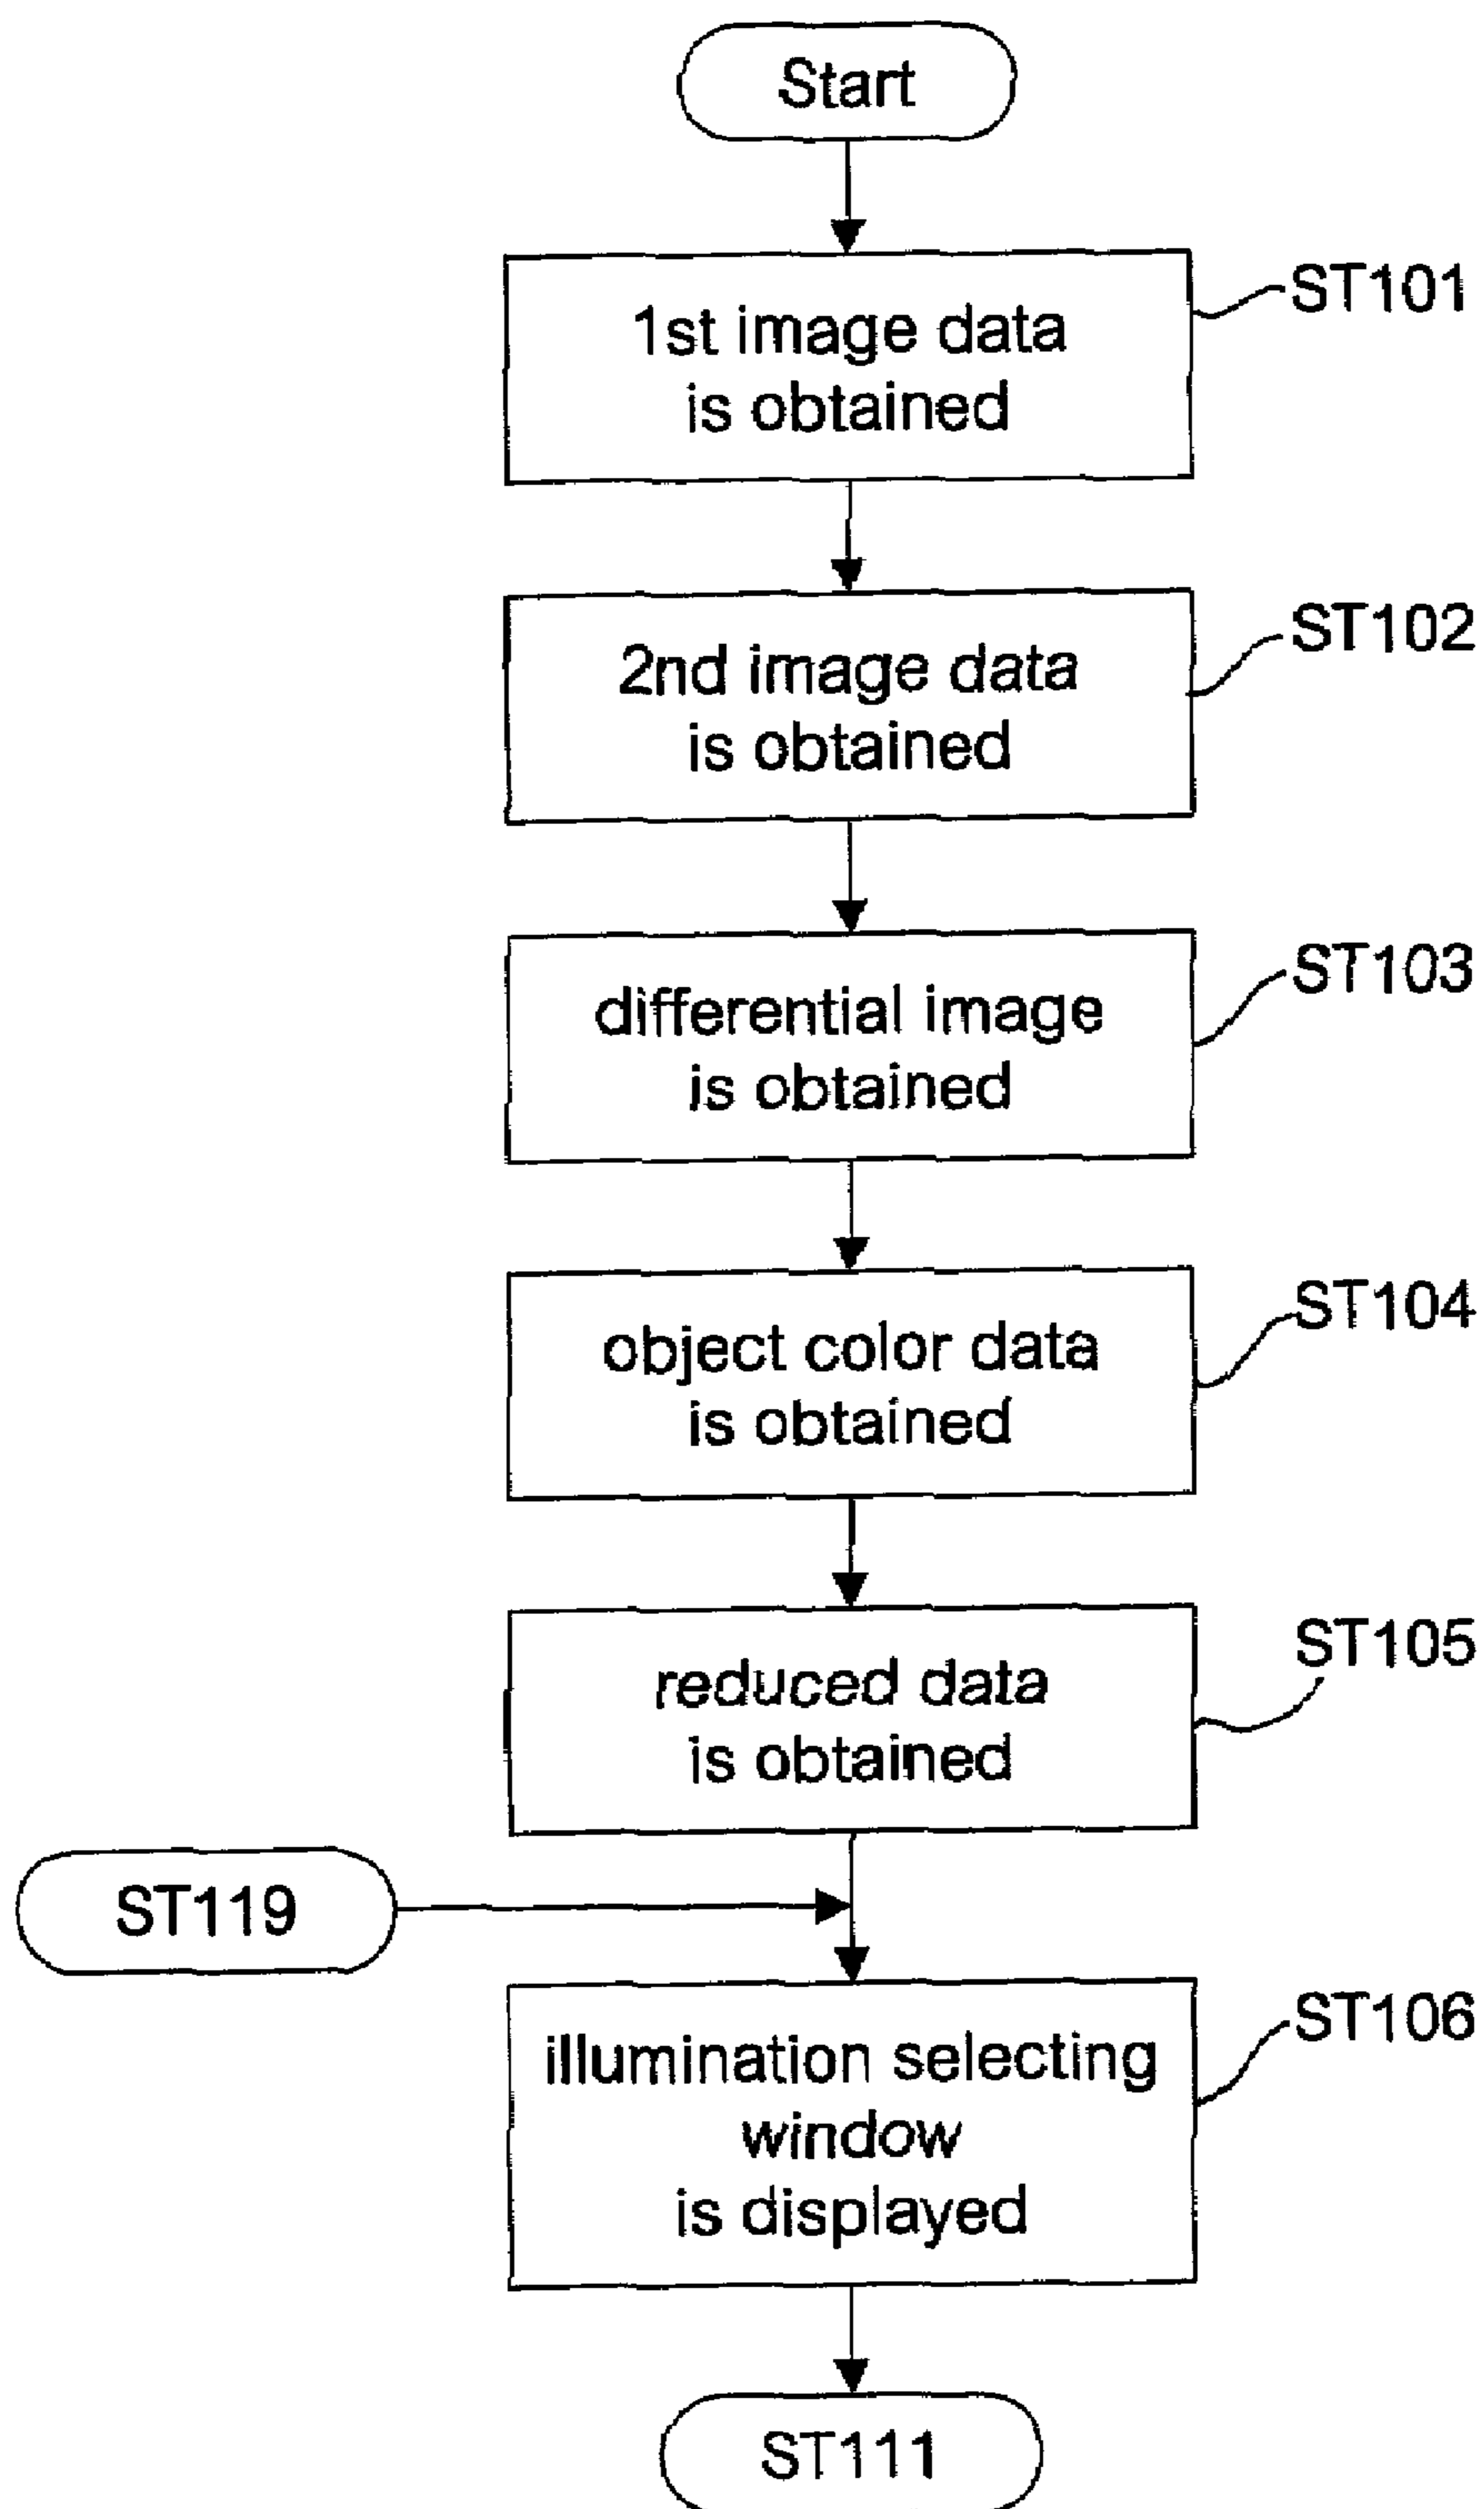 Start
1st image data
is obtained
ST101
2nd image data
is obtained
ST102
differential image
is obtained
ST103
object color data
is obtained
ST104
reduced data
is obtained
ST105
ST119
illumination selecting
window
is displayed
ST106
ST111